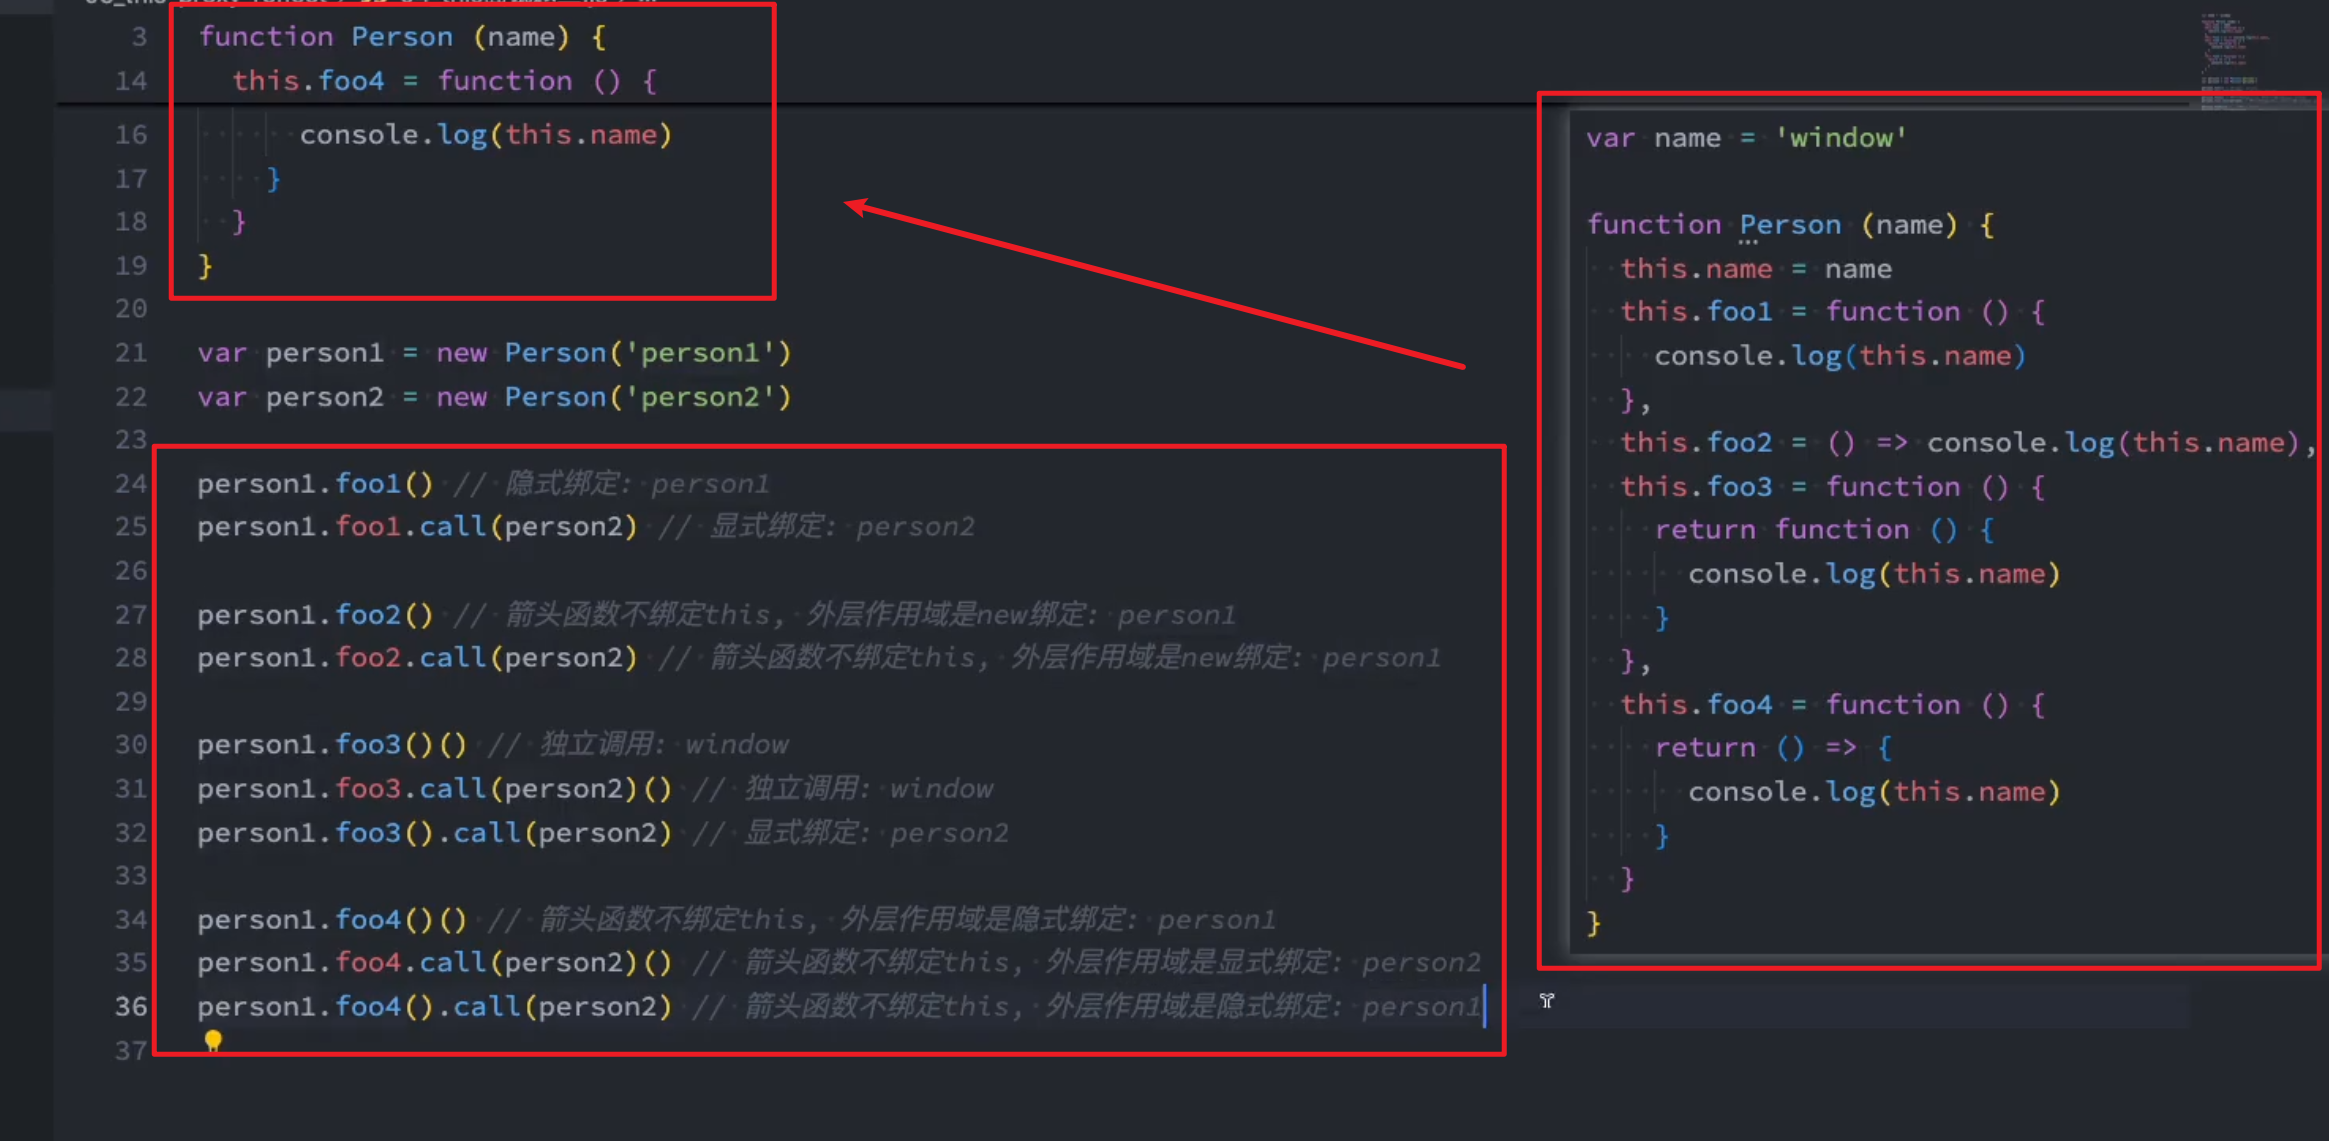 3 function Person (name) {
14 this.foo4 = function () {
16 console.log(this.name)
17 }
18 }
19 }
20
21 var person1 = new Person('person1')
22 var person2 = new Person('person2')
23
24 person1.foo1() // 隐式绑定: person1
25 person1.foo1.call(person2) // 显式绑定: person2
26
27 person1.foo2() // 箭头函数不绑定this, 外层作用域是new绑定: person1
28 person1.foo2.call(person2) // 箭头函数不绑定this, 外层作用域是new绑定: person1
29
30 person1.foo3()() // 独立调用: window
31 person1.foo3.call(person2)() // 独立调用: window
32 person1.foo3().call(person2) // 显式绑定: person2
33
34 person1.foo4()() // 箭头函数不绑定this, 外层作用域是隐式绑定: person1
35 person1.foo4.call(person2)() // 箭头函数不绑定this, 外层作用域是显式绑定: person2
36 person1.foo4().call(person2) // 箭头函数不绑定this, 外层作用域是隐式绑定: person1
37
var name = 'window'
function Person (name) {
this.name = name
this.foo1 = function () {
console.log(this.name)
},
this.foo2 = () => console.log(this.name),
this.foo3 = function () {
return function () {
console.log(this.name)
}
},
this.foo4 = function () {
return () => {
console.log(this.name)
}
}
}